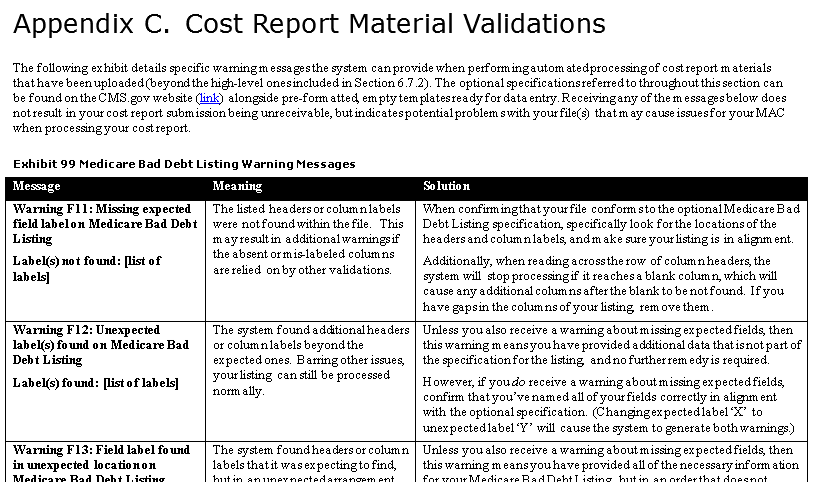 Appendix C. Cost Report Material Validations
The following exhibit details specific warning messages the system can provide when performing automated processing of cost report materials
that have been uploaded (beyond the high-level ones included in Section 6.7.2). The optional specifications referred to throughout this section can
be found on the CMS.gov website (link) alongside pre-formatted, empty templates ready for data entry. Receiving any of the messages below does
not result in your cost report submission being unreceivable, but indicates potential problems with your file(s) that may cause issues for your MAC
when processing your cost report.
Exhibit 99 Medicare Bad Debt Listing Warning Messages
Message
Meaning
Solution
Warning F11: Missing expected
field label on Medicare Bad Debt
Listing
Label(s) not found: [list of
labels]
The listed headers or column labels
were not found within the file. This
may result in additional warnings if
the absent or mis-labeled columns
are relied on by other validations.
When confirming that your file conforms to the optional Medicare Bad
Debt Listing specification, specifically look for the locations of the
headers and column labels, and make sure your listing is in alignment.
Additionally, when reading across the row of column headers, the
system will stop processing if it reaches a blank column, which will
cause any additional columns after the blank to be not found. If you
have gaps in the columns of your listing, remove them.
Warning F12: Unexpected
label(s) found on Medicare Bad
Debt Listing
Label(s) found: [list of labels]
The system found additional headers
or column labels beyond the
expected ones. Barring other issues,
your listing can still be processed
normally.
Unless you also receive a warning about missing expected fields, then
this warning means you have provided additional data that is not part of
the specification for the listing, and no further remedy is required.
However, if you do receive a warning about missing expected fields,
confirm that you've named all of your fields correctly in alignment
with the optional specification. (Changing expected label 'X' to
unexpected label 'Y' will cause the system to generate both warnings.)
Warning F13: Field label found
in unexpected location on
Medicare Bad Debt Listing
The system found headers or column
labels that it was expecting to find,
but in an unexpected arrangement
Unless you also receive a warning about missing expected fields, then
this warning means you have provided all of the necessary information
for your Medicare Bad Debt Listing, but in an order that does not